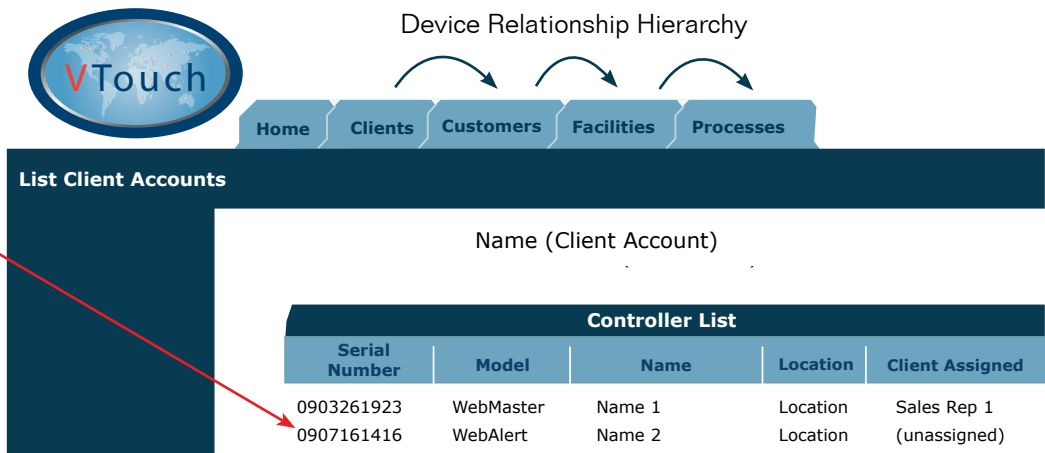 Device Relationship Hierarchy
VTouch
Home Clients Customers Facilities Processes
List Client Accounts
Name (Client Account)
Controller List
Serial Number Model Name Location Client Assigned
0903261923 WebMaster Name 1 Location Sales Rep 1
0907161416 WebAlert Name 2 Location (unassigned)